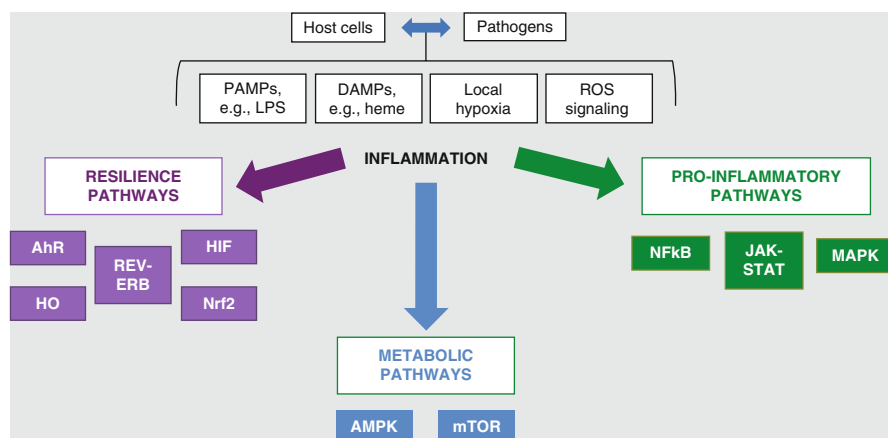 Host cells
Pathogens
PAMPs,
e.g., LPS
DAMPs,
e.g., heme
Local
hypoxia
ROS
signaling
INFLAMMATION
RESILIENCE
PATHWAYS
AhR
HIF
REV-
ERB
HO
Nrf2
PRO-INFLAMMATORY
PATHWAYS
NFkB
JAK-
STAT
MAPK
METABOLIC
PATHWAYS
AMPK
mTOR